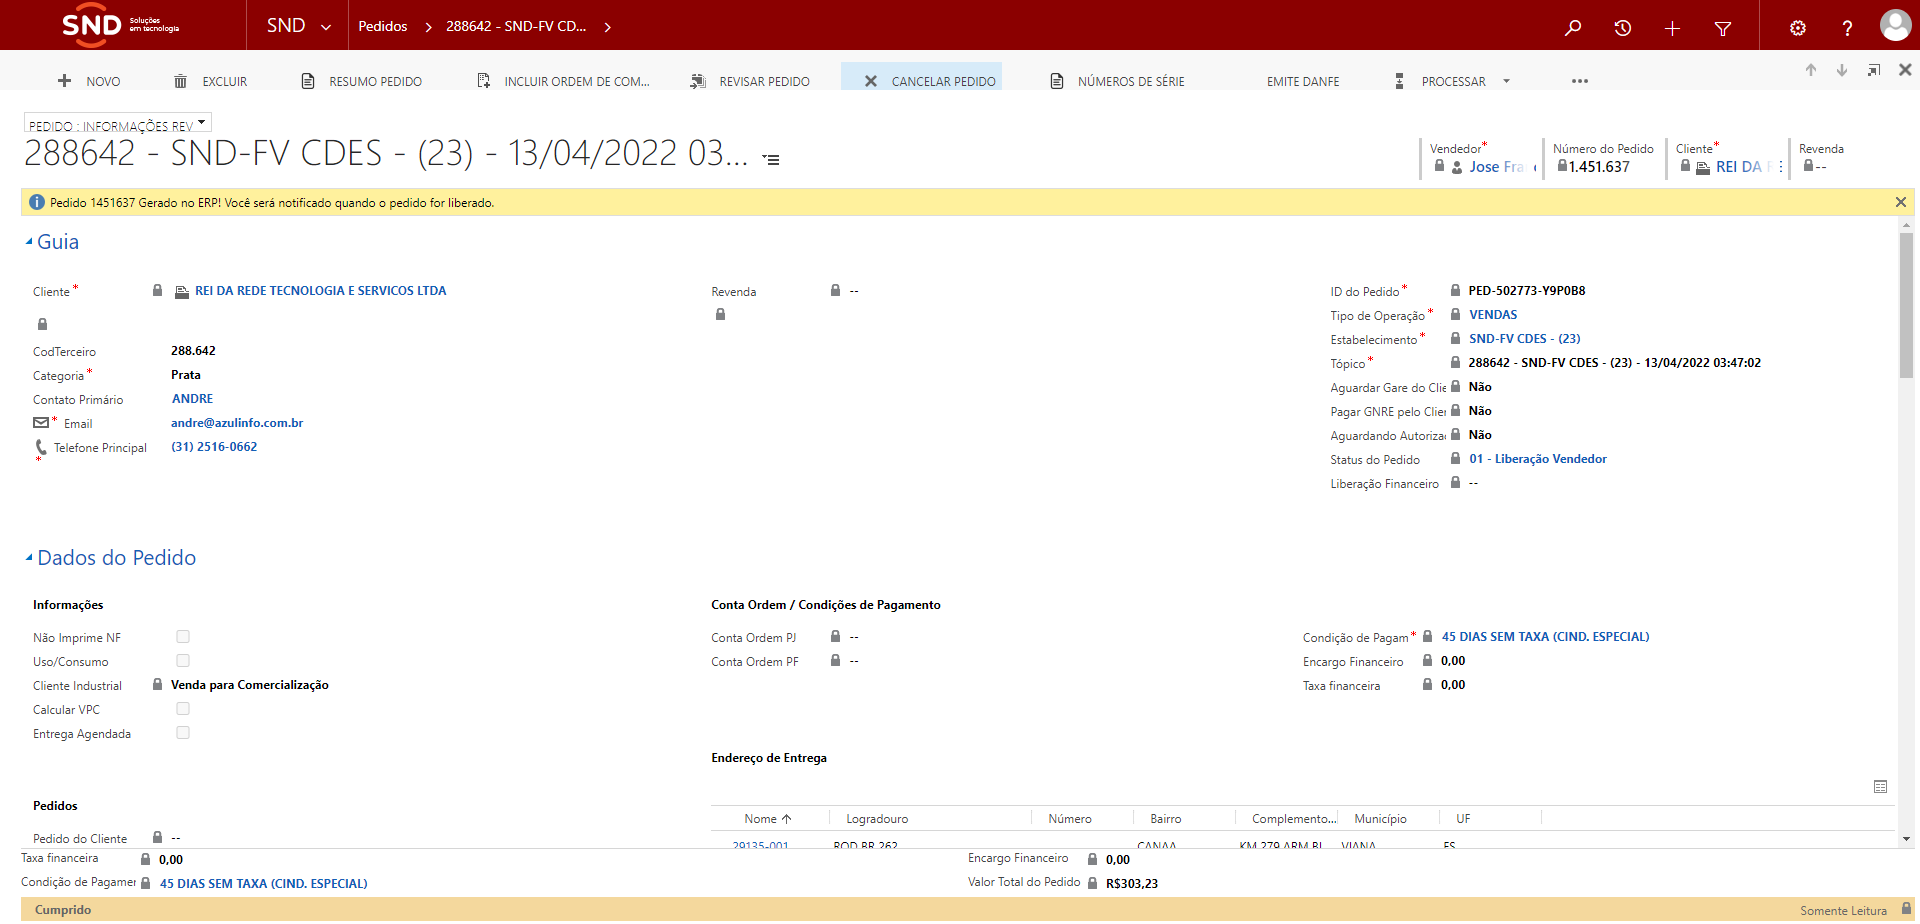 SND Soluções em tecnologia
SND
Pedidos > 288642 - SND-FV CD... >
NOVO EXCLUIR RESUMO PEDIDO INCLUIR ORDEM DE COM... REVISAR PEDIDO CANCELAR PEDIDO NÚMEROS DE SÉRIE EMITE DANFE PROCESSAR ...
PEDIDO : INFORMAÇÕES REV
288642 - SND-FV CDES - (23) - 13/04/2022 03...
Vendedor* Número do Pedido Cliente* Revenda
Jose Fra 1.451.637 REI DA --
Pedido 1451637 Gerado no ERP! Você será notificado quando o pedido for liberado.
Guia
Cliente* REI DA REDE TECNOLOGIA E SERVICOS LTDA
CodTerceiro 288.642
Categoria* Prata
Contato Primário ANDRE
* Email andre@azulinfo.com.br
Telefone Principal * (31) 2516-0662
Revenda --
ID do Pedido* PED-502773-Y9P0B8
Tipo de Operação* VENDAS
Estabelecimento* SND-FV CDES - (23)
Tópico* 288642 - SND-FV CDES - (23) - 13/04/2022 03:47:02
Aguardar Gare do Clie Não
Pagar GNRE pelo Clier Não
Aguardando Autoriza Não
Status do Pedido 01 - Liberação Vendedor
Liberação Financeiro --
Dados do Pedido
Informações
Não Imprime NF
Uso/Consumo
Cliente Industrial Venda para Comercialização
Calcular VPC
Entrega Agendada
Conta Ordem / Condições de Pagamento
Conta Ordem PJ --
Conta Ordem PF --
Condição de Pagam* 45 DIAS SEM TAXA (CIND. ESPECIAL)
Encargo Financeiro 0,00
Taxa financeira 0,00
Endereço de Entrega
Nome Logradouro Número Bairro Complemento... Município UF
29135-001 ROD BR 262 CANAA KM 279 ARM BL VIANA ES
Pedidos
Pedido do Cliente --
Taxa financeira 0,00
Condição de Pagamer 45 DIAS SEM TAXA (CIND. ESPECIAL)
Encargo Financeiro 0,00
Valor Total do Pedido R$303,23
Cumprido
Somente Leitura